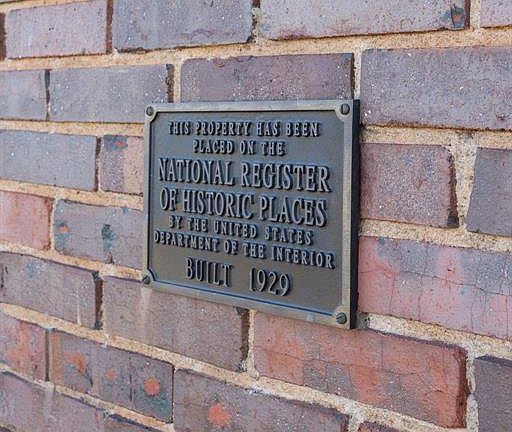 THIS PROPERTY HAS BEEN
PLACED ON THE
NATIONAL REGISTER
OF HISTORIC PLACES
BY THE UNITED STATES
DEPARTMENT OF THE INTERIOR
BUILT 1929